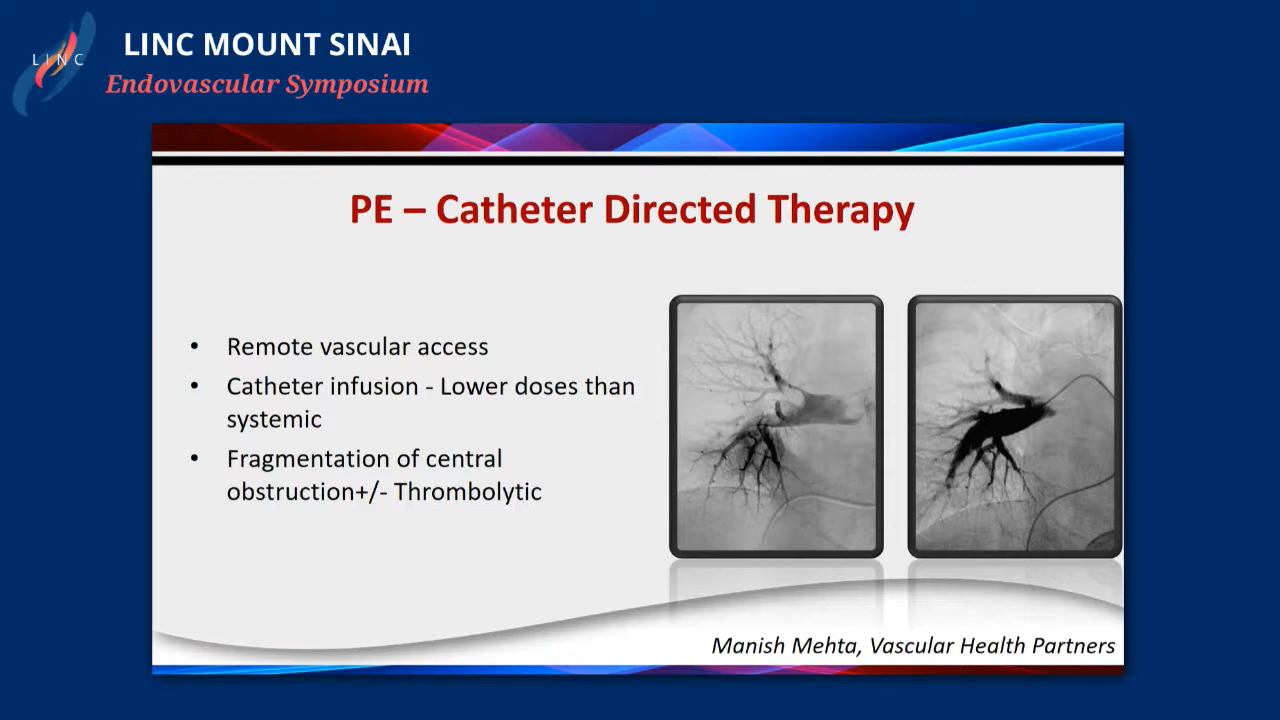 LINC
LINC MOUNT SINAI
Endovascular Symposium
PE – Catheter Directed Therapy
• Remote vascular access
• Catheter infusion - Lower doses than
systemic
• Fragmentation of central
obstruction+/- Thrombolytic
Manish Mehta, Vascular Health Partners